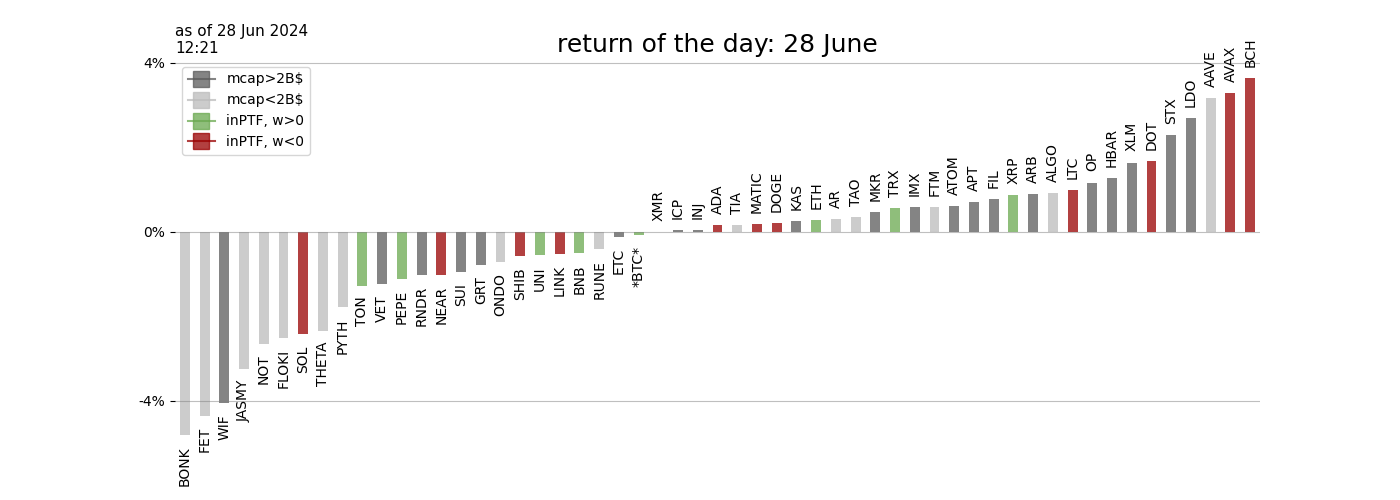 as of 28 Jun 2024
12:21
return of the day: 28 June
4%
0%
-4%
mcap>2B$
mcap<2B$
inPTF, w>0
inPTF, w<0
BONK
FET
WIF
JASMY
NOT
FLOKI
SOL
THETA
PYTH
TON
VET
PEPE
RNDR
NEAR
SUI
GRT
ONDO
SHIB
UNI
LINK
BNB
RUNE
ETC
*BTC*
XMR
ICP
INJ
ADA
TIA
MATIC
DOGE
KAS
ETH
AR
TAO
MKR
TRX
IMX
FTM
ATOM
APT
FIL
XRP
ARB
ALGO
LTC
OP
HBAR
XLM
DOT
STX
LDO
AAVE
AVAX
BCH